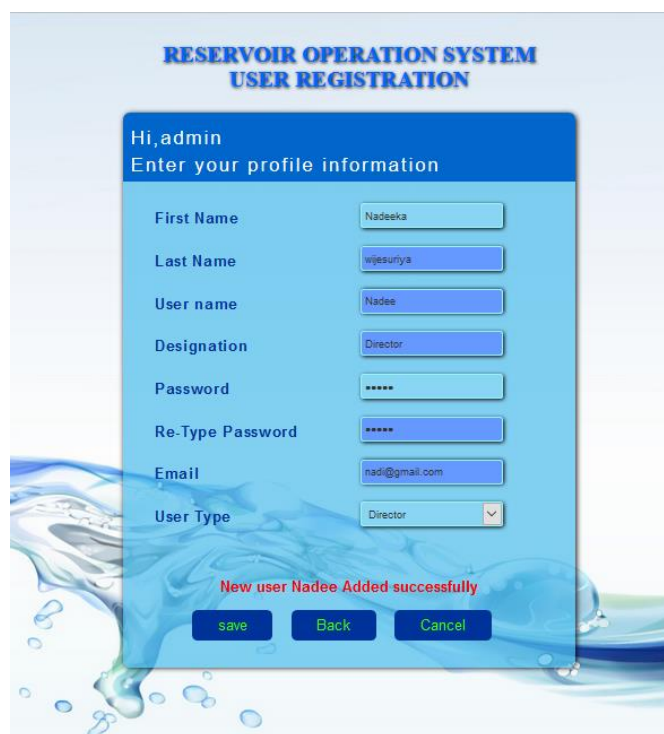 RESERVOIR OPERATION SYSTEM
USER REGISTRATION
Hi,admin
Enter your profile information
First Name Nadeeka
Last Name wijesuriya
User name Nadee
Designation Director
Password •••••
Re-Type Password •••••
Email nadi@gmail.com
User Type Director
New user Nadee Added successfully
save Back Cancel